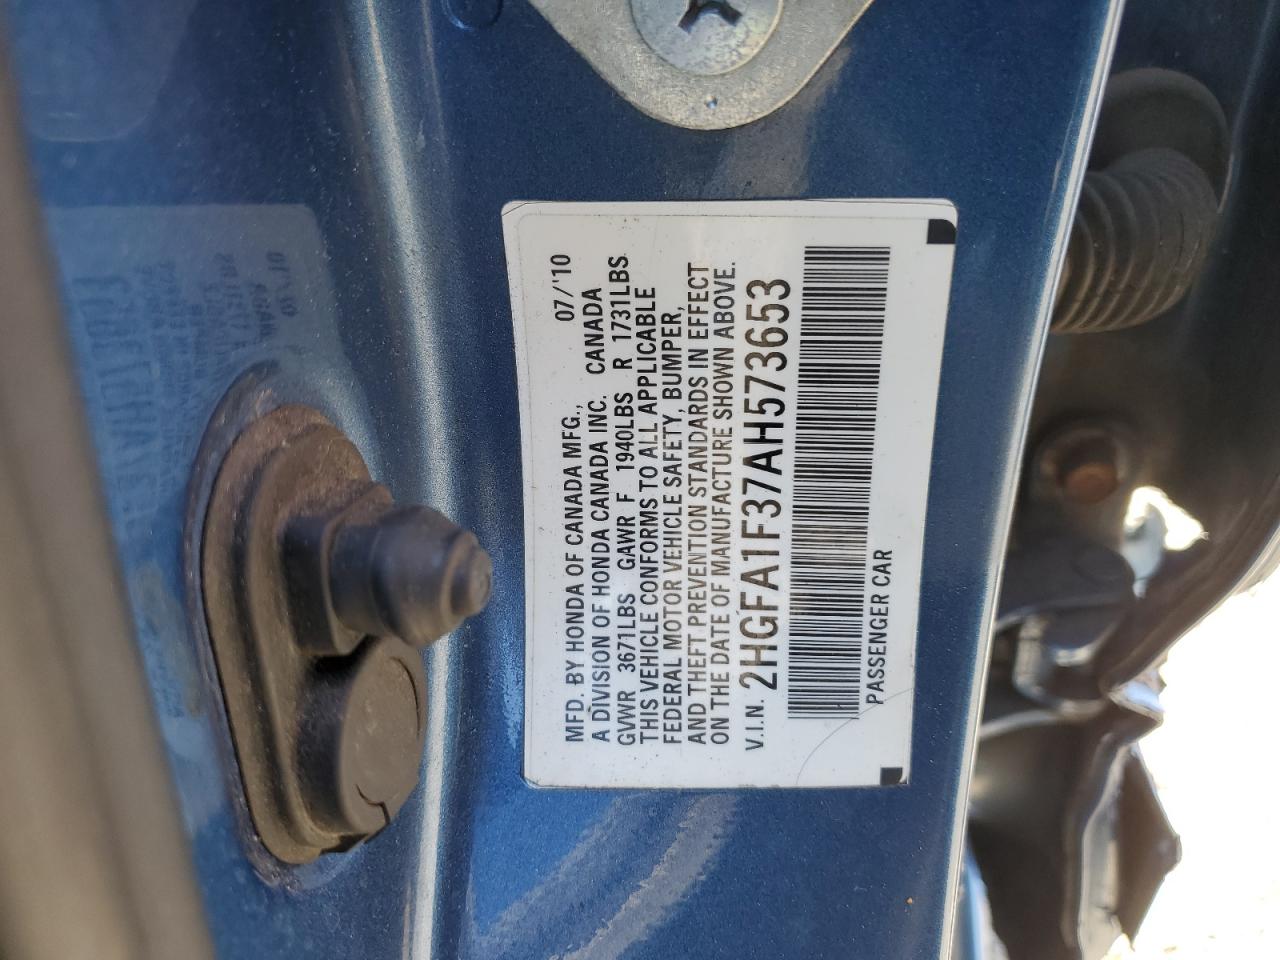 MFD. BY HONDA OF CANADA MFG., 07/'10
A DIVISION OF HONDA CANADA INC. CANADA
GVWR 3671LBS GAWR F 1940LBS R 1731LBS
THIS VEHICLE CONFORMS TO ALL APPLICABLE
FEDERAL MOTOR VEHICLE SAFETY, BUMPER,
AND THEFT PREVENTION STANDARDS IN EFFECT
ON THE DATE OF MANUFACTURE SHOWN ABOVE.
V.I.N. 2HGFA1F37AH573653
PASSENGER CAR